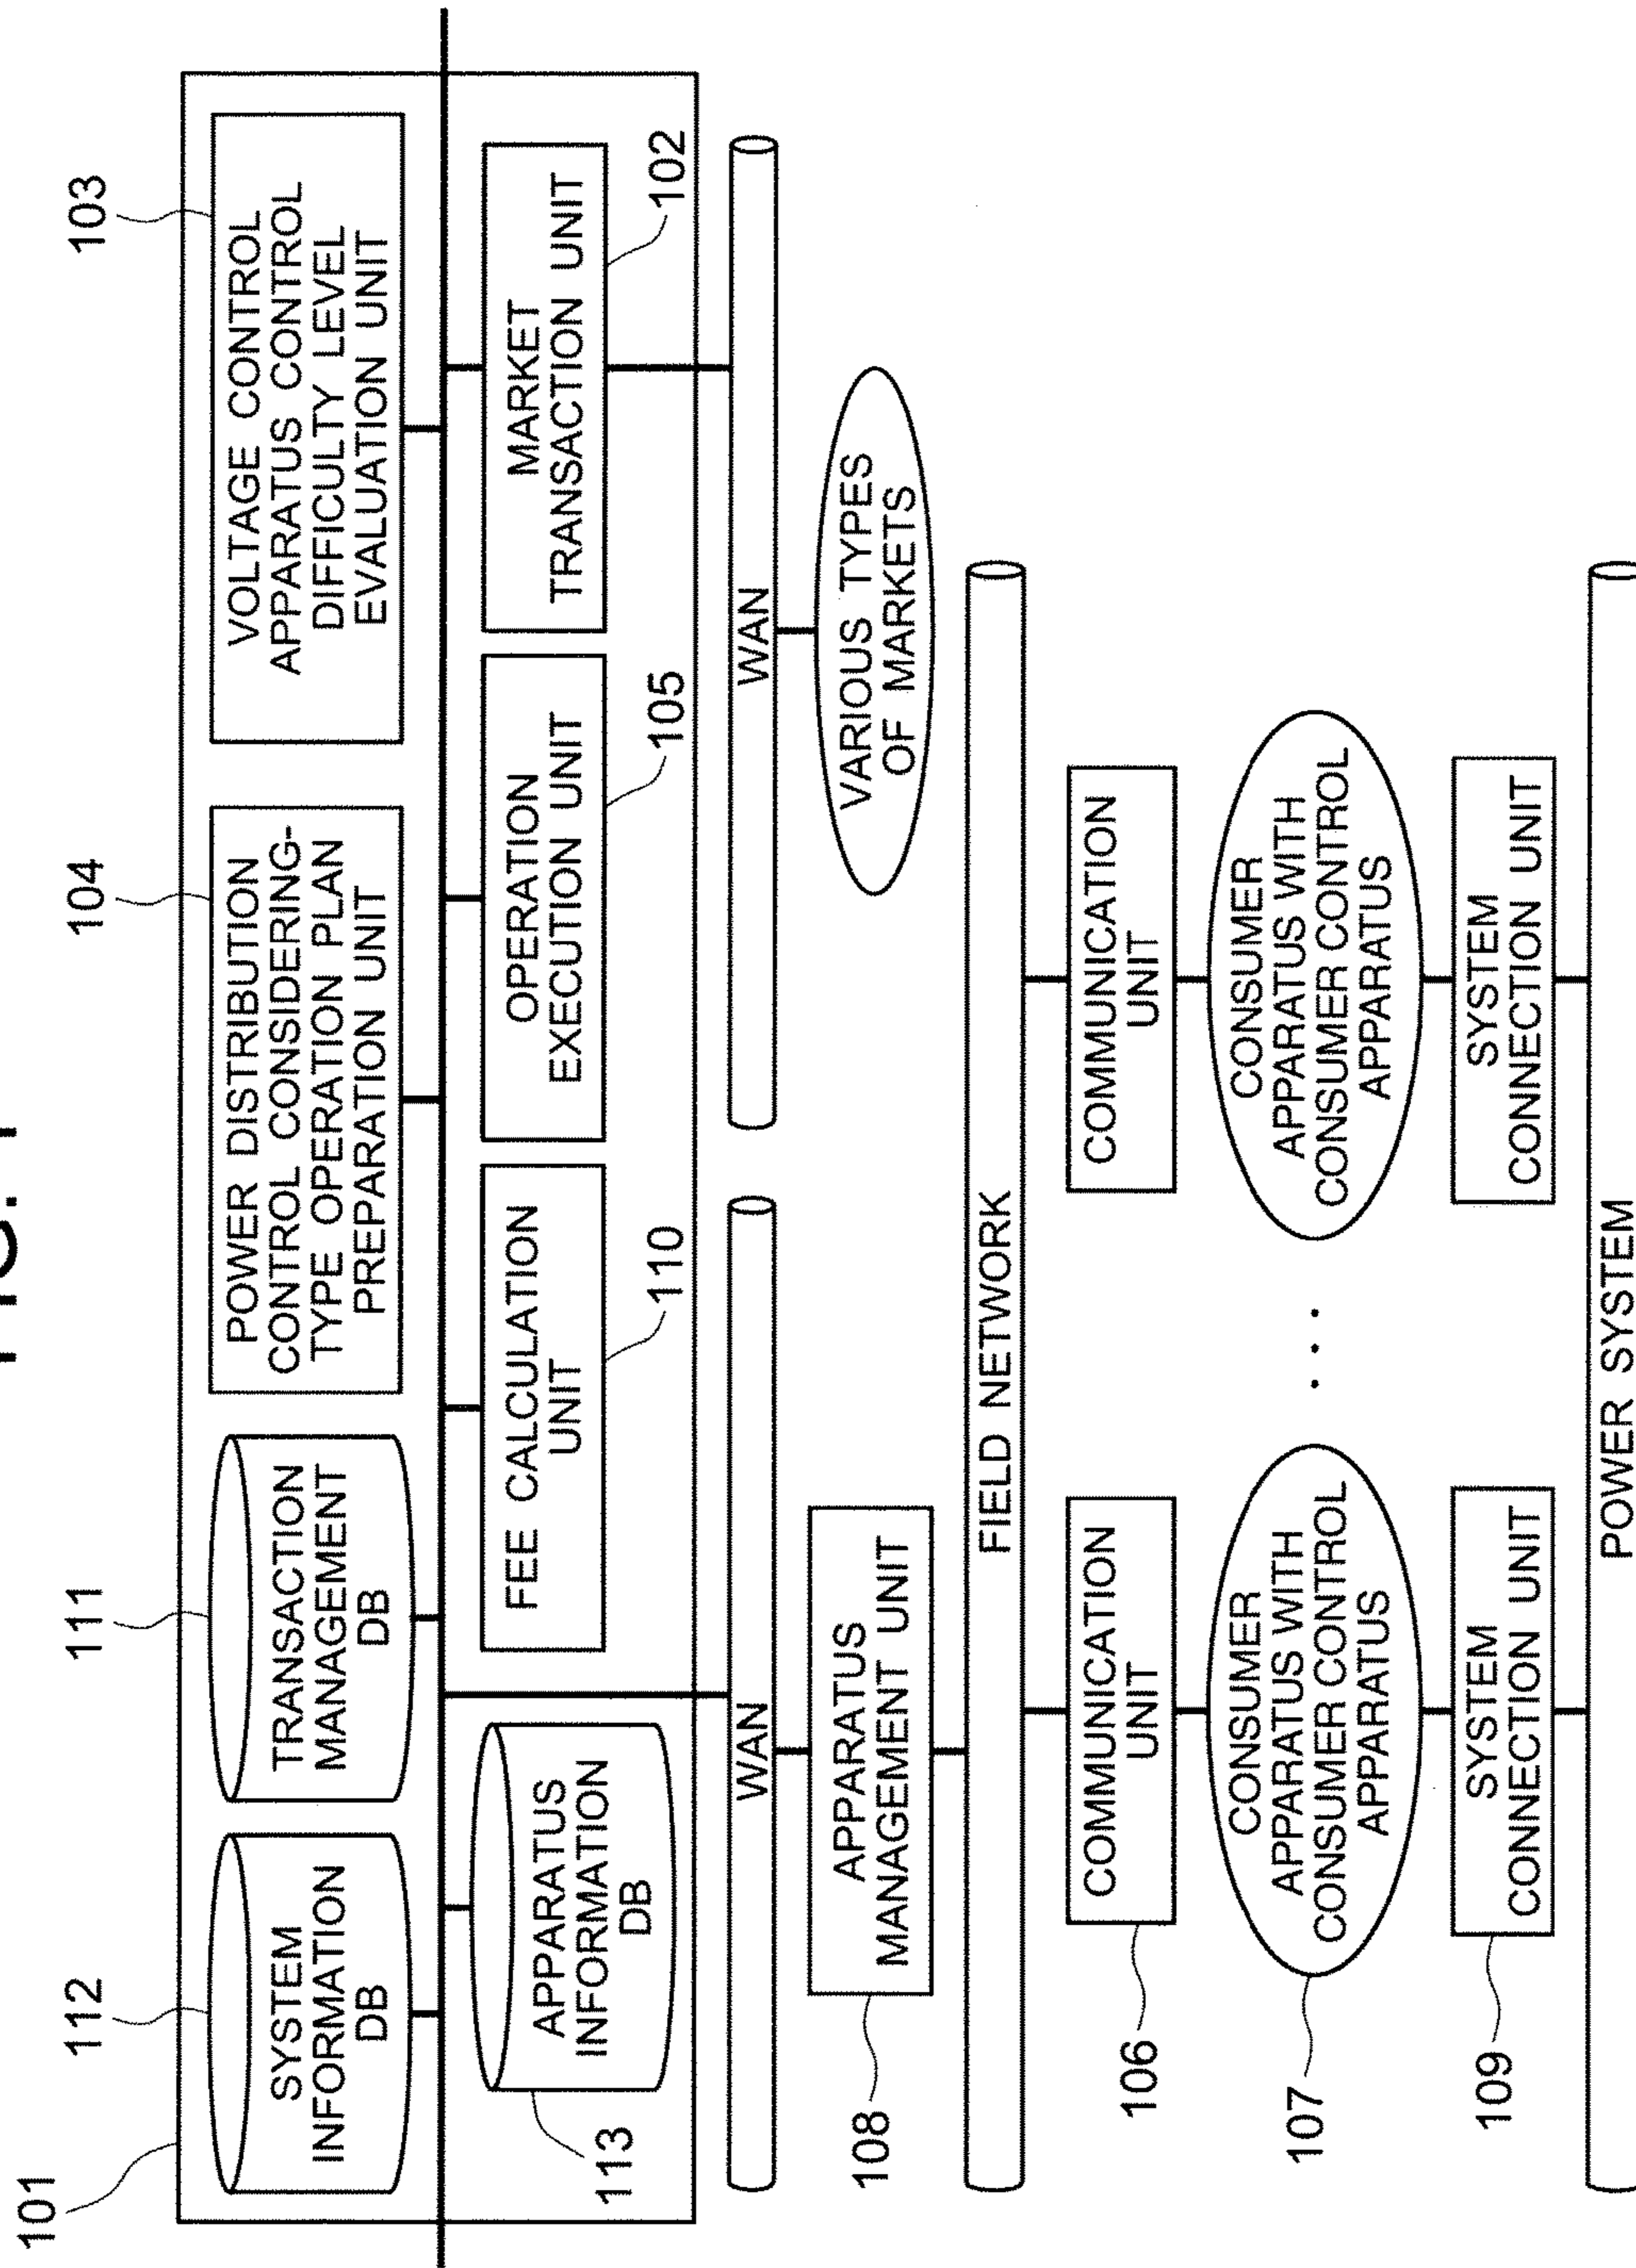 FIG. 1
101
112
111
104
103
SYSTEM
INFORMATION
DB
TRANSACTION
MANAGEMENT
DB
POWER DISTRIBUTION
CONTROL CONSIDERING-
TYPE OPERATION PLAN
PREPARATION UNIT
VOLTAGE CONTROL
APPARATUS CONTROL
DIFFICULTY LEVEL
EVALUATION UNIT
APPARATUS
INFORMATION
DB
FEE CALCULATION
UNIT
OPERATION
EXECUTION UNIT
MARKET
TRANSACTION UNIT
113
110
105
102
WAN
WAN
APPARATUS
MANAGEMENT UNIT
108
VARIOUS TYPES
OF MARKETS
FIELD NETWORK
COMMUNICATION
UNIT
106
COMMUNICATION
UNIT
CONSUMER
APPARATUS WITH
CONSUMER CONTROL
APPARATUS
107
. . .
CONSUMER
APPARATUS WITH
CONSUMER CONTROL
APPARATUS
SYSTEM
CONNECTION UNIT
109
SYSTEM
CONNECTION UNIT
POWER SYSTEM